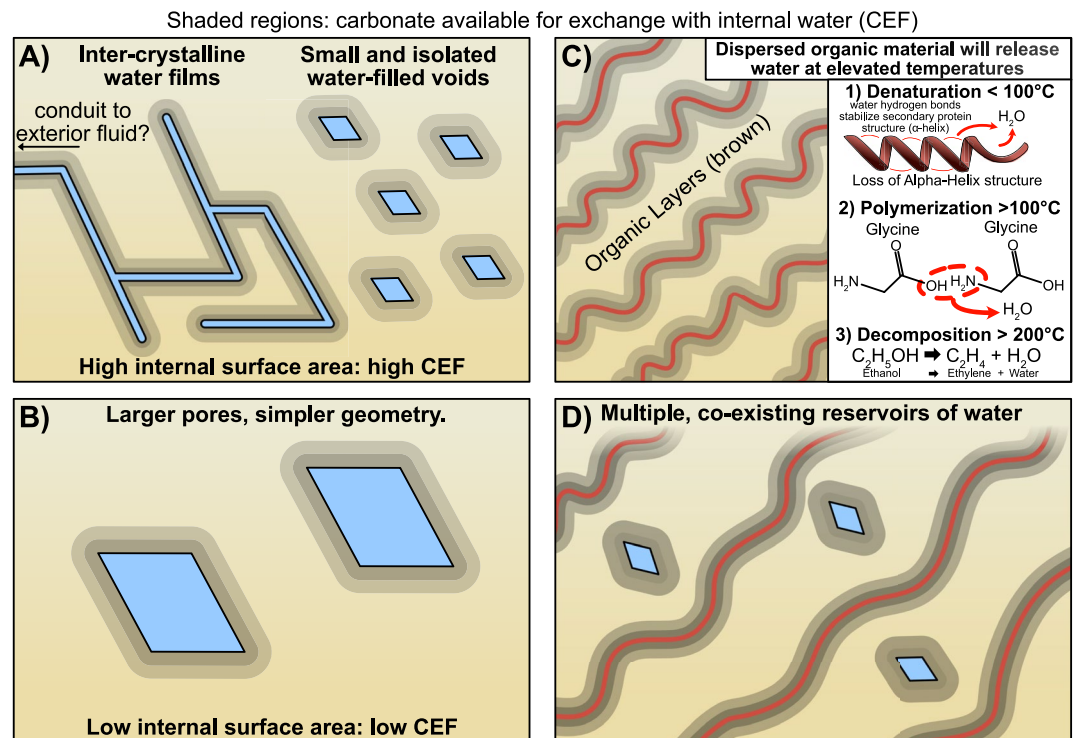 Shaded regions: carbonate available for exchange with internal water (CEF)
A)
Inter-crystalline
water films
Small and isolated
water-filled voids
conduit to
exterior fluid?
High internal surface area: high CEF
B)
Larger pores, simpler geometry.
Low internal surface area: low CEF
C)
Organic Layers (brown)
Dispersed organic material will release
water at elevated temperatures
1) Denaturation < 100°C
water hydrogen bonds
stabilize secondary protein
structure (α-helix)
H₂O
Loss of Alpha-Helix structure
2) Polymerization >100°C
Glycine
Glycine
O
O
H₂N
OH
H₂N
OH
H₂O
3) Decomposition > 200°C
C₂H₅OH ➡ C₂H₄ + H₂O
Ethanol ➡ Ethylene + Water
D)
Multiple, co-existing reservoirs of water